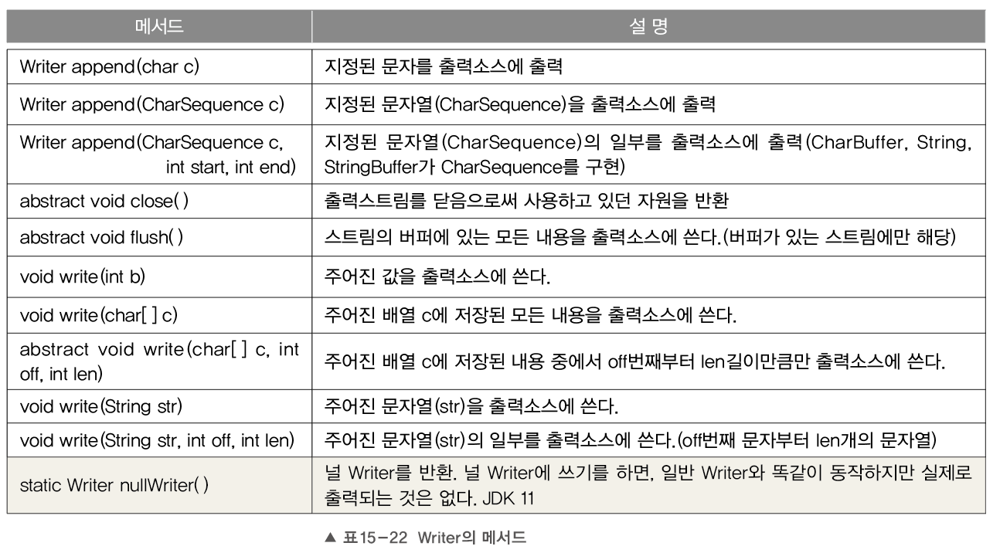 메서드 설 명
Writer append(char c) 지정된 문자를 출력소스에 출력
Writer append(CharSequence c) 지정된 문자열(CharSequence)을 출력소스에 출력
Writer append(CharSequence c, 지정된 문자열(CharSequence)의 일부를 출력소스에 출력(CharBuffer, String,
int start, int end) StringBuffer가 CharSequence를 구현)
abstract void close( ) 출력스트림를 닫음으로써 사용하고 있던 자원을 반환
abstract void flush( ) 스트림의 버퍼에 있는 모든 내용을 출력소스에 쓴다.(버퍼가 있는 스트림에만 해당)
void write(int b) 주어진 값을 출력소스에 쓴다.
void write(char[ ] c) 주어진 배열 c에 저장된 모든 내용을 출력소스에 쓴다.
abstract void write(char[ ] c, int
off, int len) 주어진 배열 c에 저장된 내용 중에서 off번째부터 len길이만큼만 출력소스에 쓴다.
void write(String str) 주어진 문자열(str)을 출력소스에 쓴다.
void write(String str, int off, int len) 주어진 문자열(str)의 일부를 출력소스에 쓴다.(off번째 문자부터 len개의 문자열)
static Writer nullWriter( ) 널 Writer를 반환. 널 Writer에 쓰기를 하면, 일반 Writer와 똑같이 동작하지만 실제로
출력되는 것은 없다. JDK 11
▲ 표15-22 Writer의 메서드